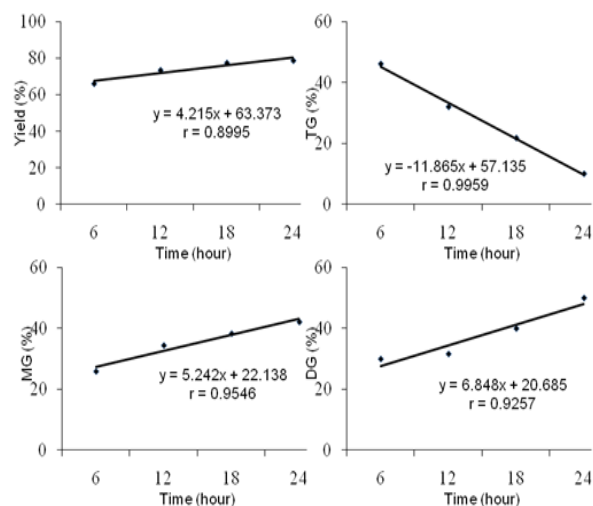 100
80
60
40
20
0
Yield (%)
y = 4.215x + 63.373
r = 0.8995
6 12 18 24
Time (hour)
60
40
20
0
TG (%)
y = -11.865x + 57.135
r = 0.9959
6 12 18 24
Time (hour)
60
40
20
0
MG (%)
y = 5.242x + 22.138
r = 0.9546
6 12 18 24
Time (hour)
60
40
20
0
DG (%)
y = 6.848x + 20.685
r = 0.9257
6 12 18 24
Time (hour)